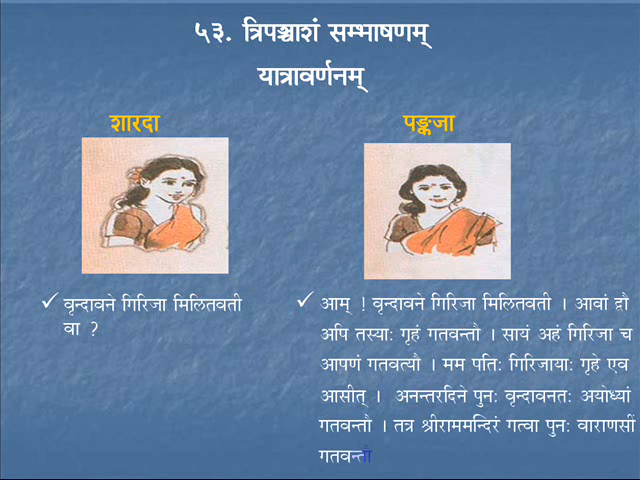 ५३. त्रिपञ्चाशं सम्भाषणम्
यात्रावर्णनम्
शारदा
पङ्कजा
वृन्दावने गिरिजा मिलितवती
वा ?
आम् ! वृन्दावने गिरिजा मिलितवती । आवां द्वौ
अपि तस्याः गृहं गतवन्तौ । सायं अहं गिरिजा च
आपणं गतवत्यौ । मम पतिः गिरिजायाः गृहे एव
आसीत् । अनन्तरदिने पुनः वृन्दावनतः अयोध्यां
गतवन्तौ । तत्र श्रीराममन्दिरं गत्वा पुनः वाराणसीं
गतवन्तौ